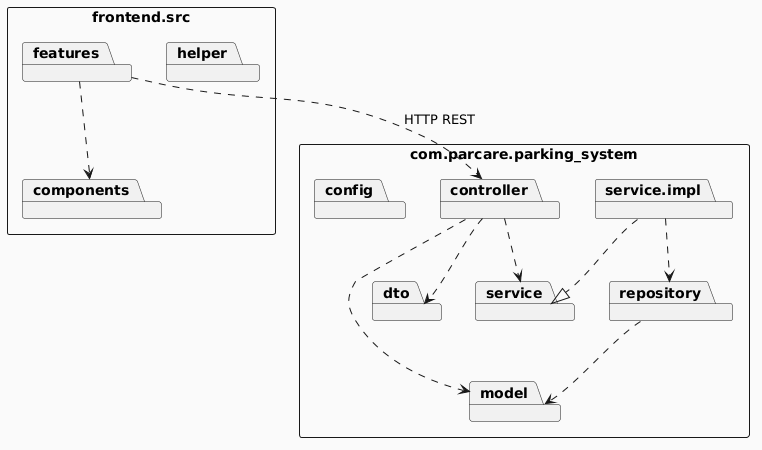 frontend.src
features
helper
HTTP REST
components
com.parcare.parking_system
config
controller
service.impl
dto
service
repository
model